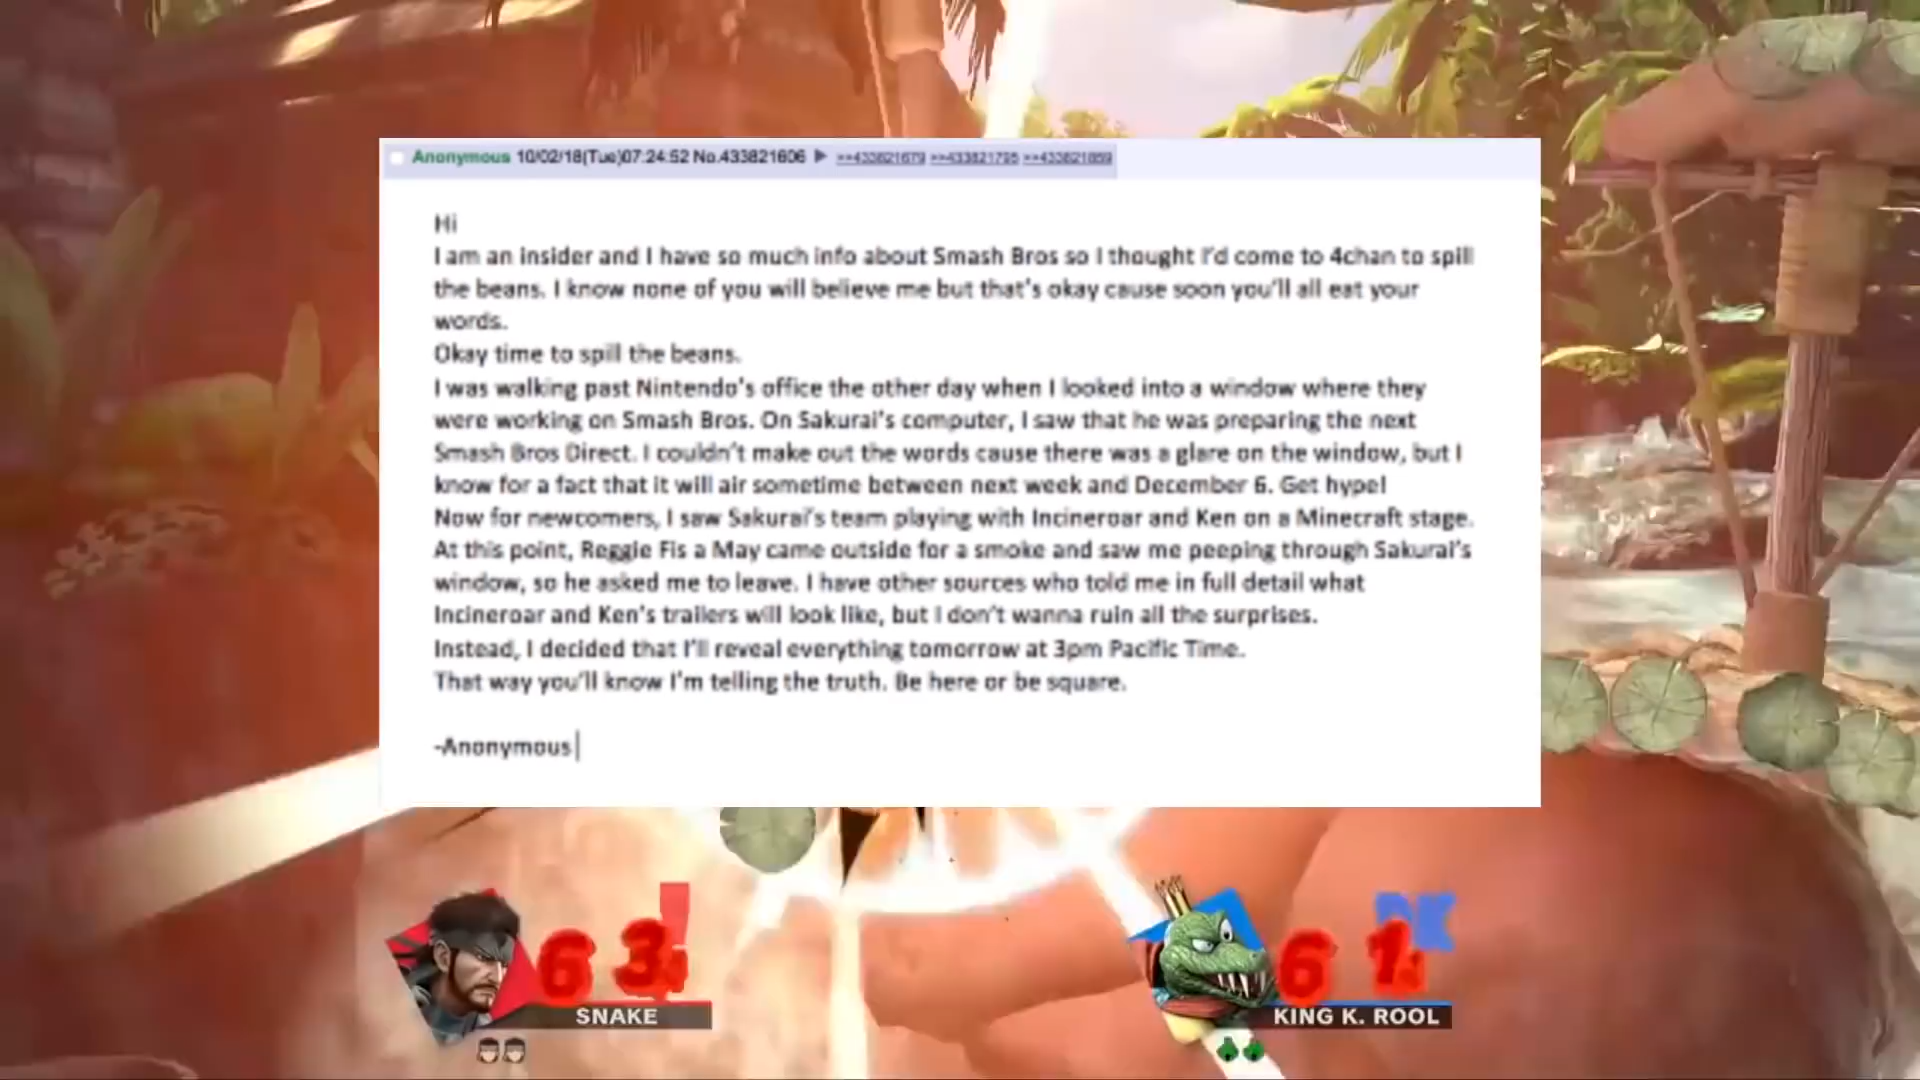 Anonymous 10/02/18(Tue)07:24:52 No.433821606 ▶ >>433821679 >>433821795 >>433821869
Hi
I am an insider and I have so much info about Smash Bros so I thought I'd come to 4chan to spill
the beans. I know none of you will believe me but that's okay cause soon you'll all eat your
words.
Okay time to spill the beans.
I was walking past Nintendo's office the other day when I looked into a window where they
were working on Smash Bros. On Sakurai's computer, I saw that he was preparing the next
Smash Bros Direct. I couldn't make out the words cause there was a glare on the window, but I
know for a fact that it will air sometime between next week and December 6. Get hype!
Now for newcomers, I saw Sakurai's team playing with Incineroar and Ken on a Minecraft stage.
At this point, Reggie Fis a May came outside for a smoke and saw me peeping through Sakurai's
window, so he asked me to leave. I have other sources who told me in full detail what
Incineroar and Ken's trailers will look like, but I don't wanna ruin all the surprises.
Instead, I decided that I'll reveal everything tomorrow at 3pm Pacific Time.
That way you'll know I'm telling the truth. Be here or be square.
-Anonymous
DK
63
61
SNAKE
KING K. ROOL